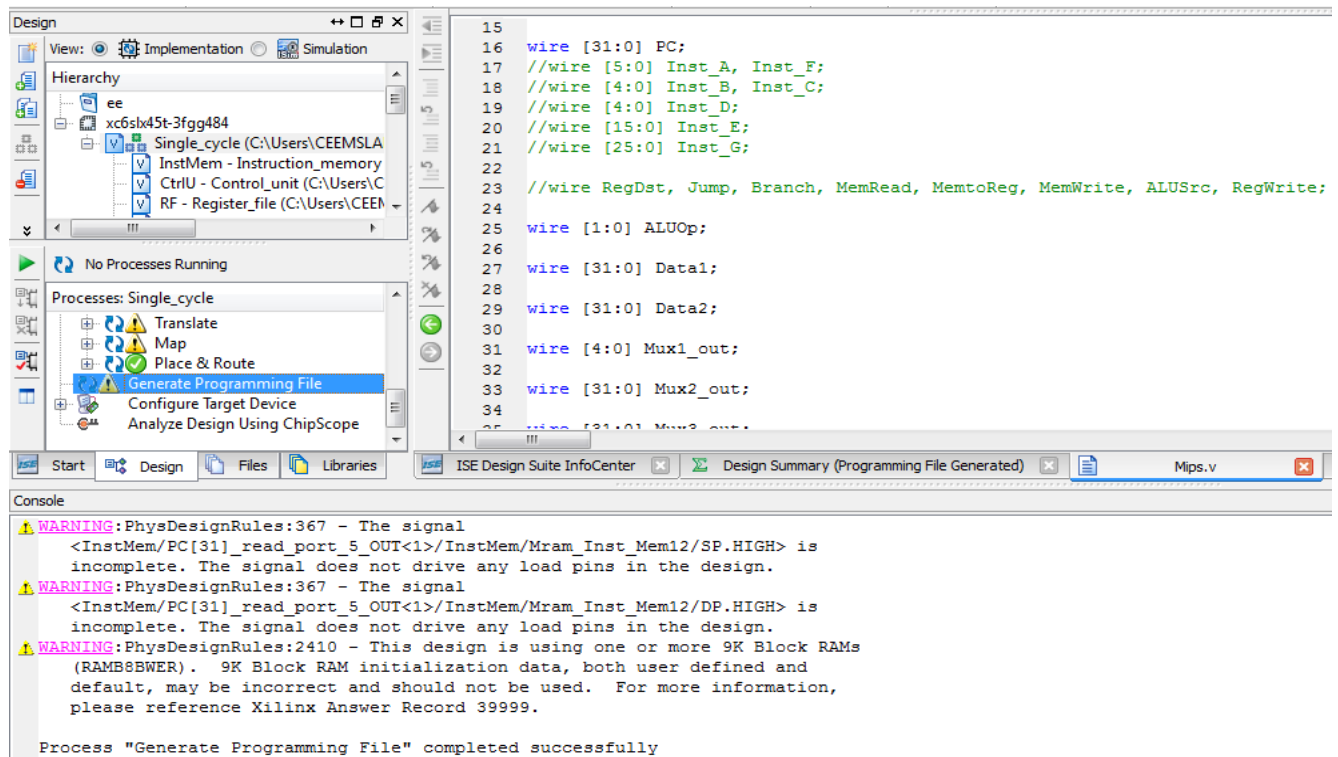 Design
View: Implementation Simulation
Hierarchy
ee
xc6slx45t-3fgg484
Single_cycle (C:\Users\CEEMSLA
InstMem - Instruction_memory
CtrlU - Control_unit (C:\Users\C
RF - Register_file (C:\Users\CEEM
No Processes Running
Processes: Single_cycle
Translate
Map
Place & Route
Generate Programming File
Configure Target Device
Analyze Design Using ChipScope
Start Design Files Libraries
15
16 wire [31:0] PC;
17 //wire [5:0] Inst_A, Inst_F;
18 //wire [4:0] Inst_B, Inst_C;
19 //wire [4:0] Inst_D;
20 //wire [15:0] Inst_E;
21 //wire [25:0] Inst_G;
22
23 //wire RegDst, Jump, Branch, MemRead, MemtoReg, MemWrite, ALUSrc, RegWrite;
24
25 wire [1:0] ALUOp;
26
27 wire [31:0] Data1;
28
29 wire [31:0] Data2;
30
31 wire [4:0] Mux1_out;
32
33 wire [31:0] Mux2_out;
34
35 wire [31:0] Mux3_out;
ISE Design Suite InfoCenter Design Summary (Programming File Generated) Mips.v
Console
WARNING:PhysDesignRules:367 - The signal
<InstMem/PC[31]_read_port_5_OUT<1>/InstMem/Mram_Inst_Mem12/SP.HIGH> is
incomplete. The signal does not drive any load pins in the design.
WARNING:PhysDesignRules:367 - The signal
<InstMem/PC[31]_read_port_5_OUT<1>/InstMem/Mram_Inst_Mem12/DP.HIGH> is
incomplete. The signal does not drive any load pins in the design.
WARNING:PhysDesignRules:2410 - This design is using one or more 9K Block RAMs
(RAMB8BWER).  9K Block RAM initialization data, both user defined and
default, may be incorrect and should not be used.  For more information,
please reference Xilinx Answer Record 39999.
Process "Generate Programming File" completed successfully